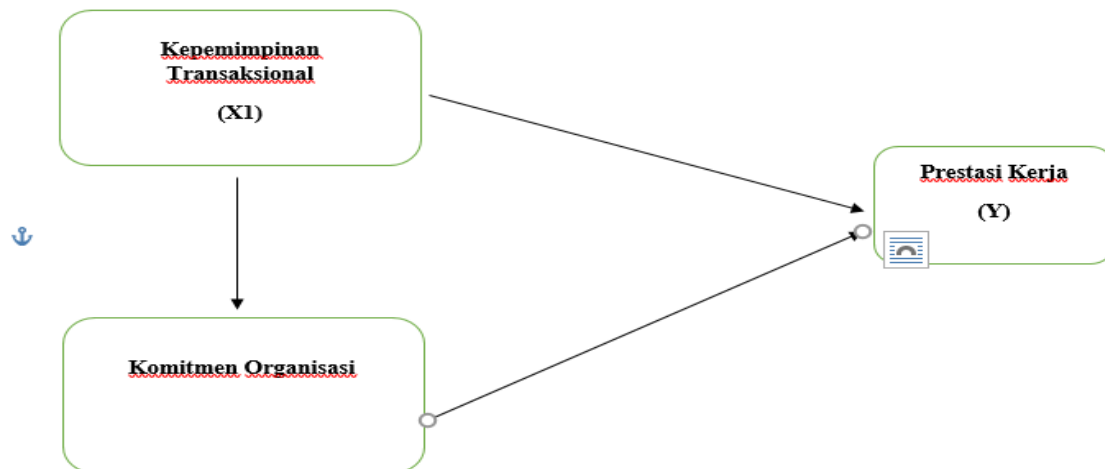 Kepemimpinan
Transaksional
(X1)
Prestasi Kerja
(Y)
Komitmen Organisasi